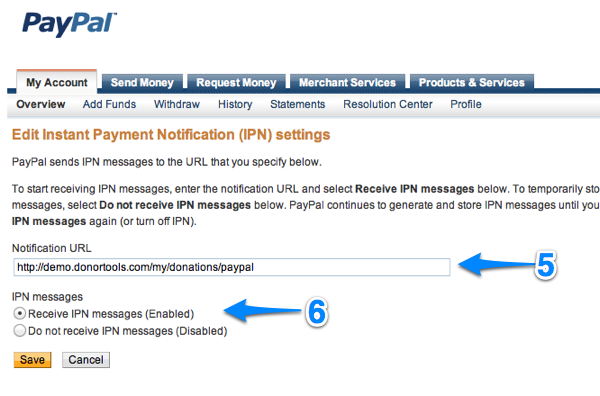 PayPal
My Account Send Money Request Money Merchant Services Products & Services
Overview Add Funds Withdraw History Statements Resolution Center Profile
Edit Instant Payment Notification (IPN) settings
PayPal sends IPN messages to the URL that you specify below.
To start receiving IPN messages, enter the notification URL and select Receive IPN messages below. To temporarily sto
messages, select Do not receive IPN messages below. PayPal continues to generate and store IPN messages until you
IPN messages again (or turn off IPN).
Notification URL
http://demo.donortools.com/my/donations/paypal
5
IPN messages
Receive IPN messages (Enabled)
6
Do not receive IPN messages (Disabled)
Save Cancel